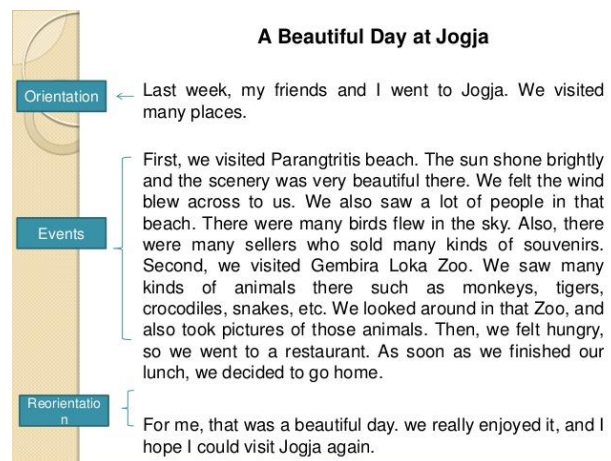 A Beautiful Day at Jogja
Orientation
Last week, my friends and I went to Jogja. We visited
many places.
Events
First, we visited Parangtritis beach. The sun shone brightly
and the scenery was very beautiful there. We felt the wind
blew across to us. We also saw a lot of people in that
beach. There were many birds flew in the sky. Also, there
were many sellers who sold many kinds of souvenirs.
Second, we visited Gembira Loka Zoo. We saw many
kinds of animals there such as monkeys, tigers,
crocodiles, snakes, etc. We looked around in that Zoo, and
also took pictures of those animals. Then, we felt hungry,
so we went to a restaurant. As soon as we finished our
lunch, we decided to go home.
Reorientatio
n
For me, that was a beautiful day. we really enjoyed it, and I
hope I could visit Jogja again.